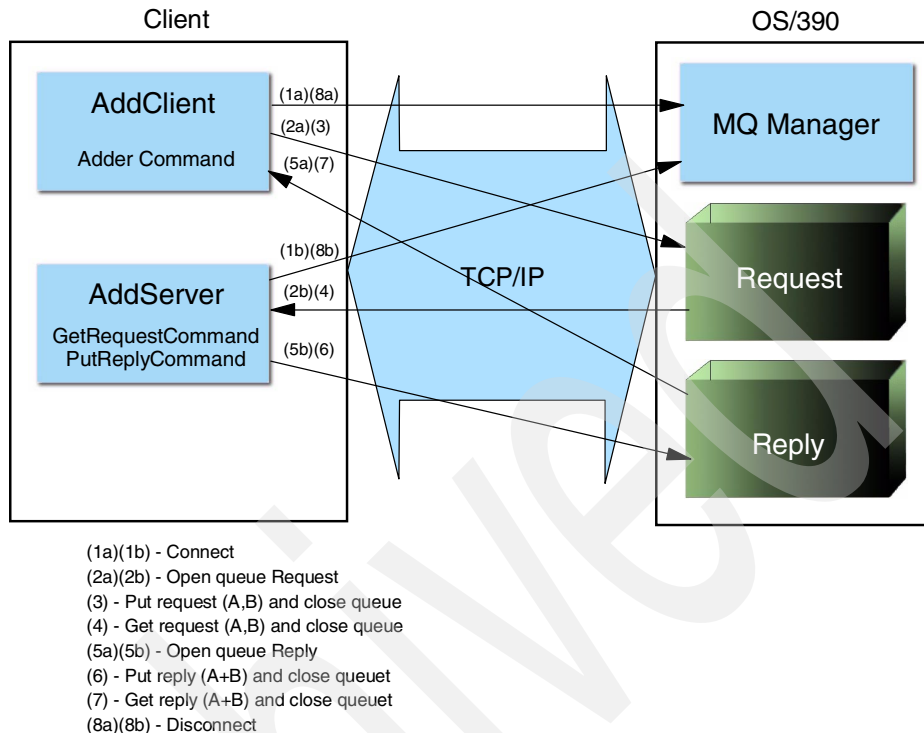 Client
OS/390
AddClient
Adder Command
(1a)(8a)
(2a)(3)
(5a)(7)
MQ Manager
AddServer
GetRequestCommand
PutReplyCommand
(1b)(8b)
(2b)(4)
(5b)(6)
TCP/IP
Request
Reply
(1a)(1b) - Connect
(2a)(2b) - Open queue Request
(3) - Put request (A,B) and close queue
(4) - Get request (A,B) and close queue
(5a)(5b) - Open queue Reply
(6) - Put reply (A+B) and close queuet
(7) - Get reply (A+B) and close queuet
(8a)(8b) - Disconnect